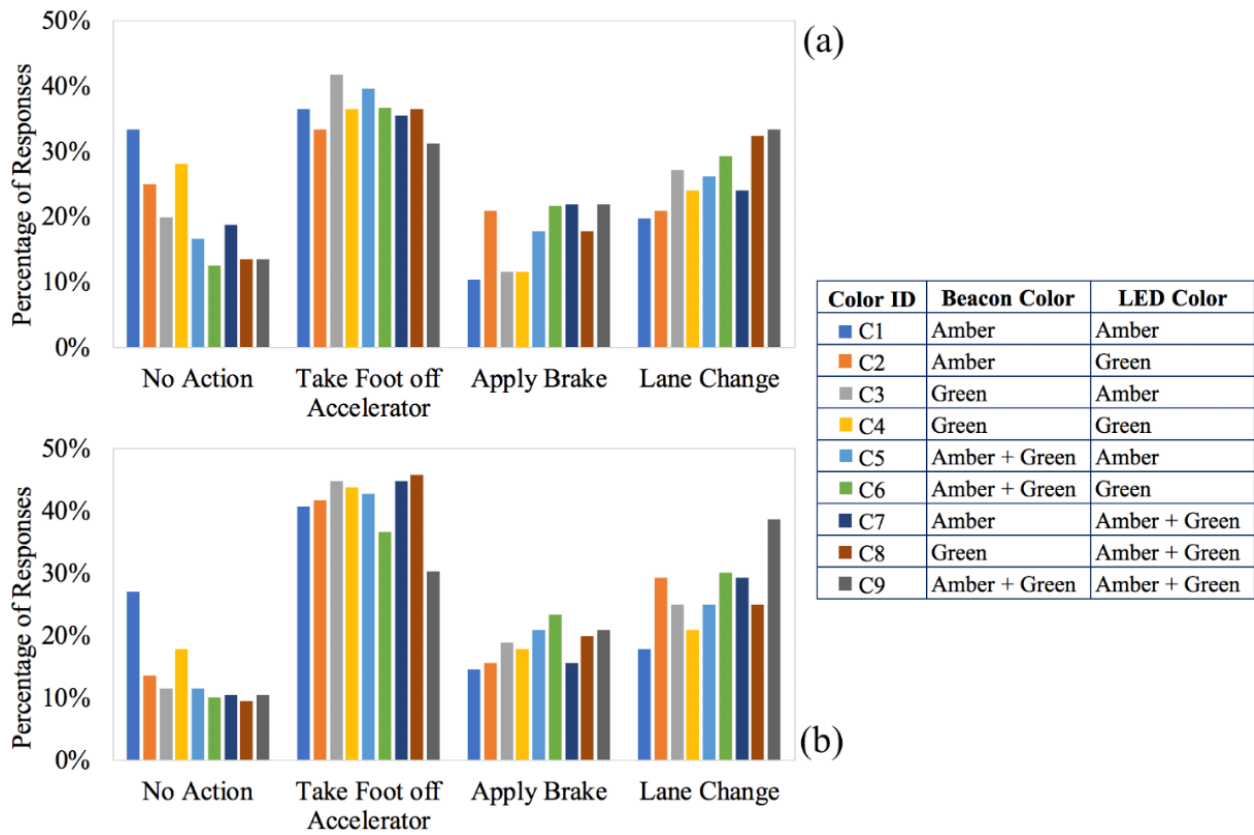 (a)
Percentage of Responses
50%
40%
30%
20%
10%
0%
No Action
Take Foot off
Accelerator
Apply Brake
Lane Change
(b)
Percentage of Responses
50%
40%
30%
20%
10%
0%
No Action
Take Foot off
Accelerator
Apply Brake
Lane Change
Color ID Beacon Color LED Color
C1 Amber Amber
C2 Amber Green
C3 Green Amber
C4 Green Green
C5 Amber + Green Amber
C6 Amber + Green Green
C7 Amber Amber + Green
C8 Green Amber + Green
C9 Amber + Green Amber + Green